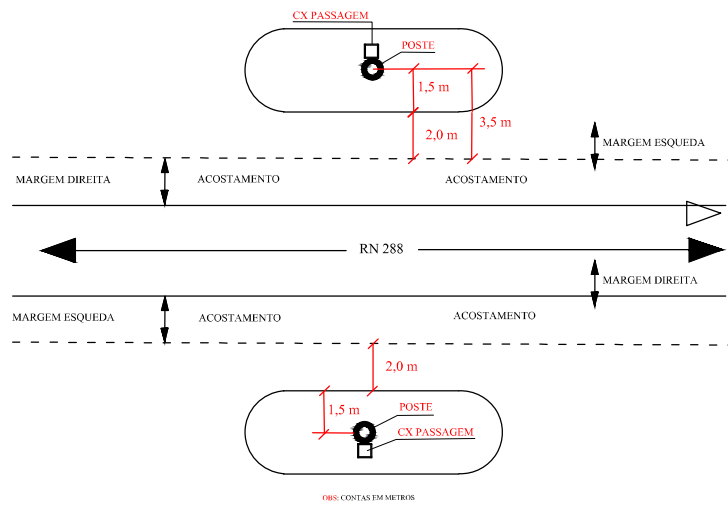 CX PASSAGEM
POSTE
1,5 m
2,0 m
3,5 m
MARGEM ESQUEDA
MARGEM DIREITA
ACOSTAMENTO
ACOSTAMENTO
RN 288
MARGEM DIREITA
MARGEM ESQUEDA
ACOSTAMENTO
ACOSTAMENTO
2,0 m
1,5 m
POSTE
CX PASSAGEM
OBS: CONTAS EM METROS